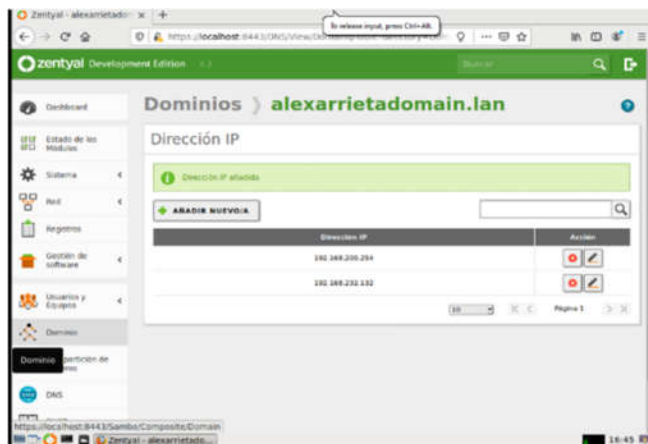 Zentyal - alexarrietado
To release input, press Ctrl+Alt.
https://localhost:8443/DNS/View/
zentyal Development Edition
Buscar
Dashboard
Dominios
alexarrietadomain.lan
Estado de los
Módulos
Dirección IP
Sistema
Dirección IP añadida
Red
AÑADIR NUEVO/A
Registros
Dirección IP
Acción
Gestión de
software
192.168.200.254
192.168.232.132
Usuarios y
Equipos
10
Página 1
Dominio
Dominio
partición de
DNS
https://localhost:8443/Samba/Composite/Domain
Zentyal - alexarrietado...
16:45